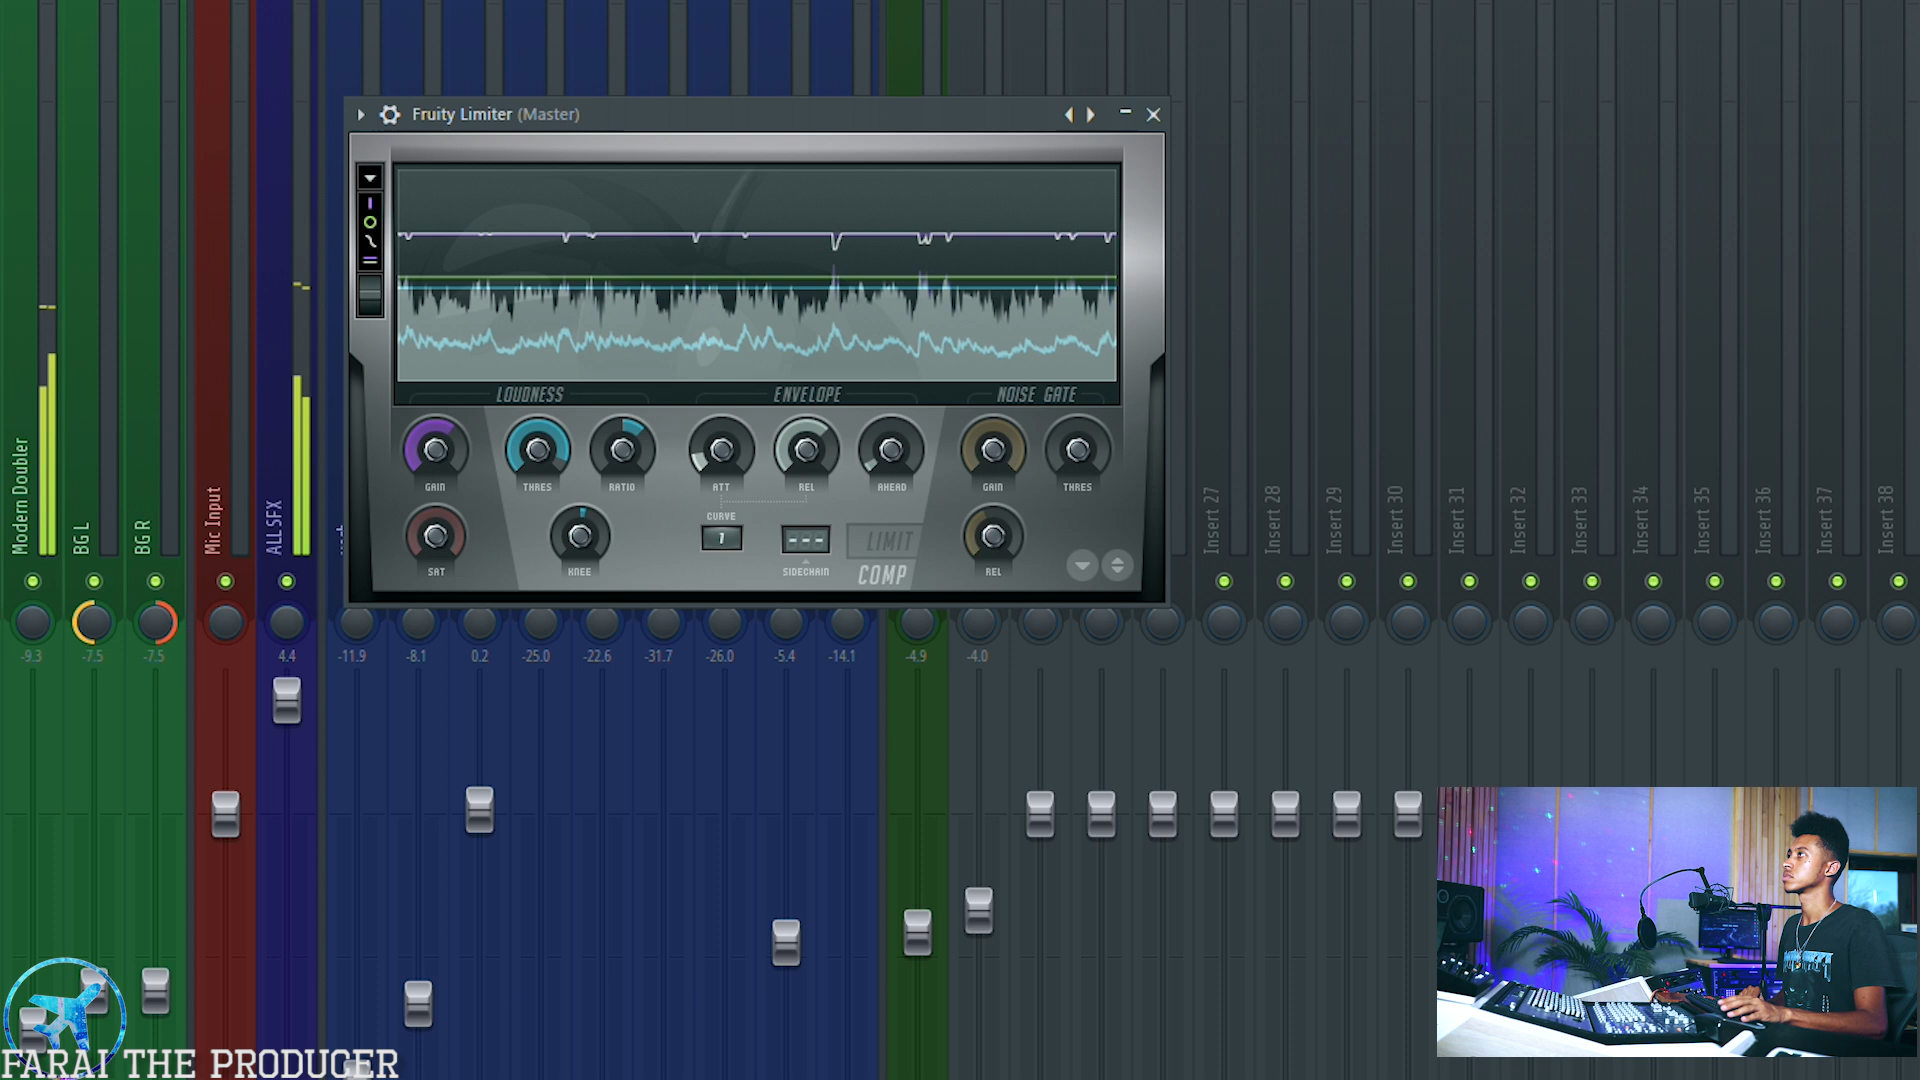 Fruity Limiter (Master)
LOUDNESS
ENVELOPE
NOISE GATE
GAIN
THRES
RATIO
ATT
REL
AHEAD
GAIN
THRES
SAT
KNEE
CURVE
1
---
SIDECHAIN
LIMIT
COMP
REL
Modern Doubler
BG L
BG R
Mic Input
ALL SFX
Insert 27
Insert 28
Insert 29
Insert 30
Insert 31
Insert 32
Insert 33
Insert 34
Insert 35
Insert 36
Insert 37
Insert 38
-9.3
-7.5
-7.5
4.4
-11.9
-8.1
0.2
-25.0
-22.6
-31.7
-26.0
-5.4
-14.1
-4.9
-4.0
FARAI THE PRODUCER